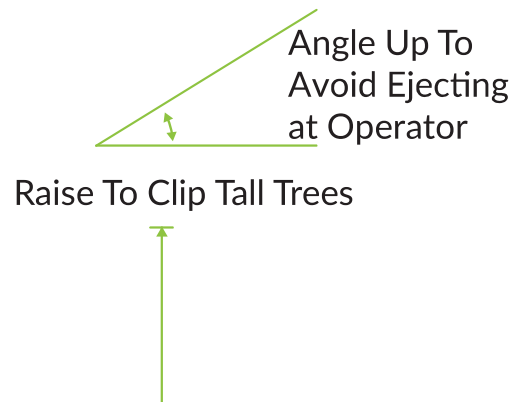 Angle Up To
Avoid Ejecting
at Operator
Raise To Clip Tall Trees